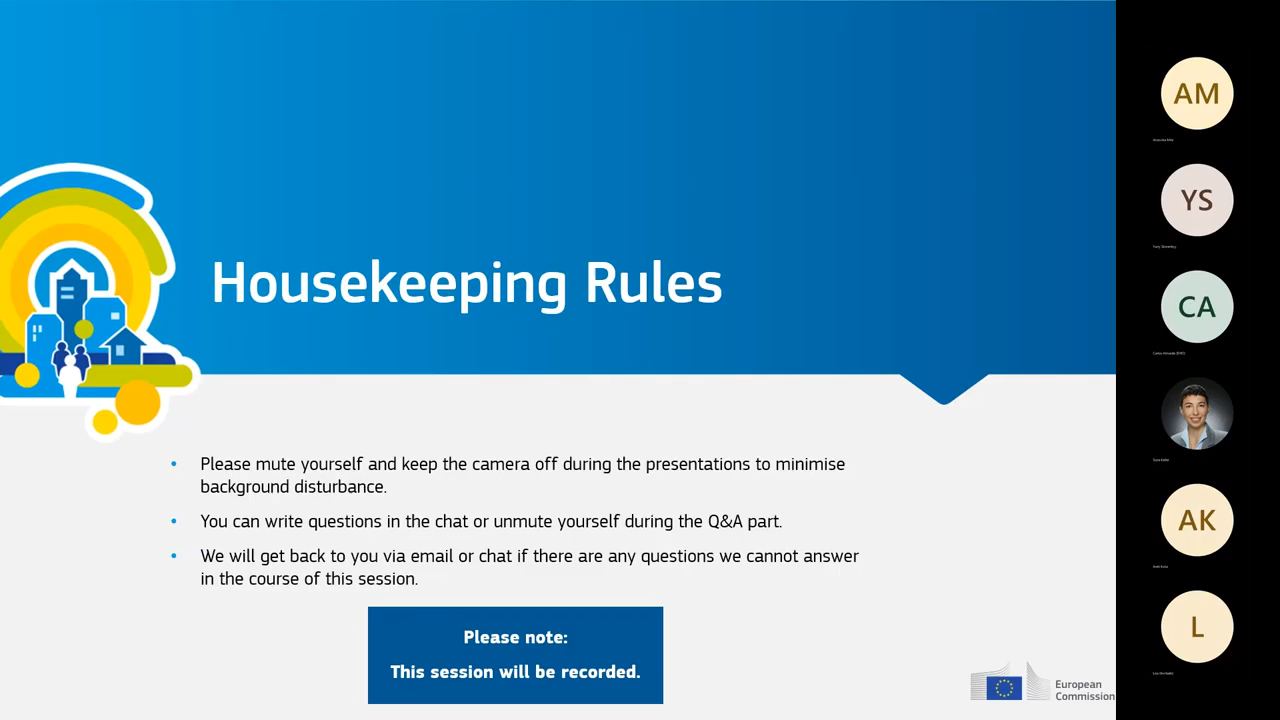 Housekeeping Rules
• Please mute yourself and keep the camera off during the presentations to minimise
background disturbance.
• You can write questions in the chat or unmute yourself during the Q&A part.
• We will get back to you via email or chat if there are any questions we cannot answer
in the course of this session.
Please note:
This session will be recorded.
European
Commission
AM
YS
CA
AK
L